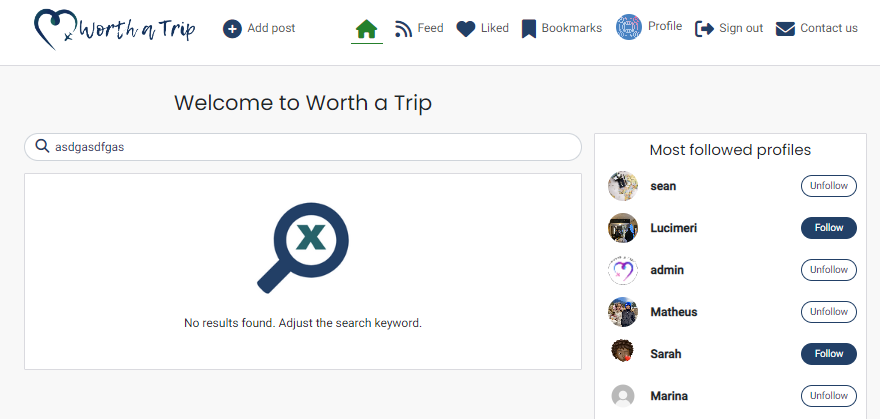 Worth a Trip
Add post
Feed
Liked
Bookmarks
Profile
Sign out
Contact us
Welcome to Worth a Trip
asdgasdfgas
No results found. Adjust the search keyword.
Most followed profiles
sean Unfollow
Lucimeri Follow
admin Unfollow
Matheus Unfollow
Sarah Follow
Marina Unfollow